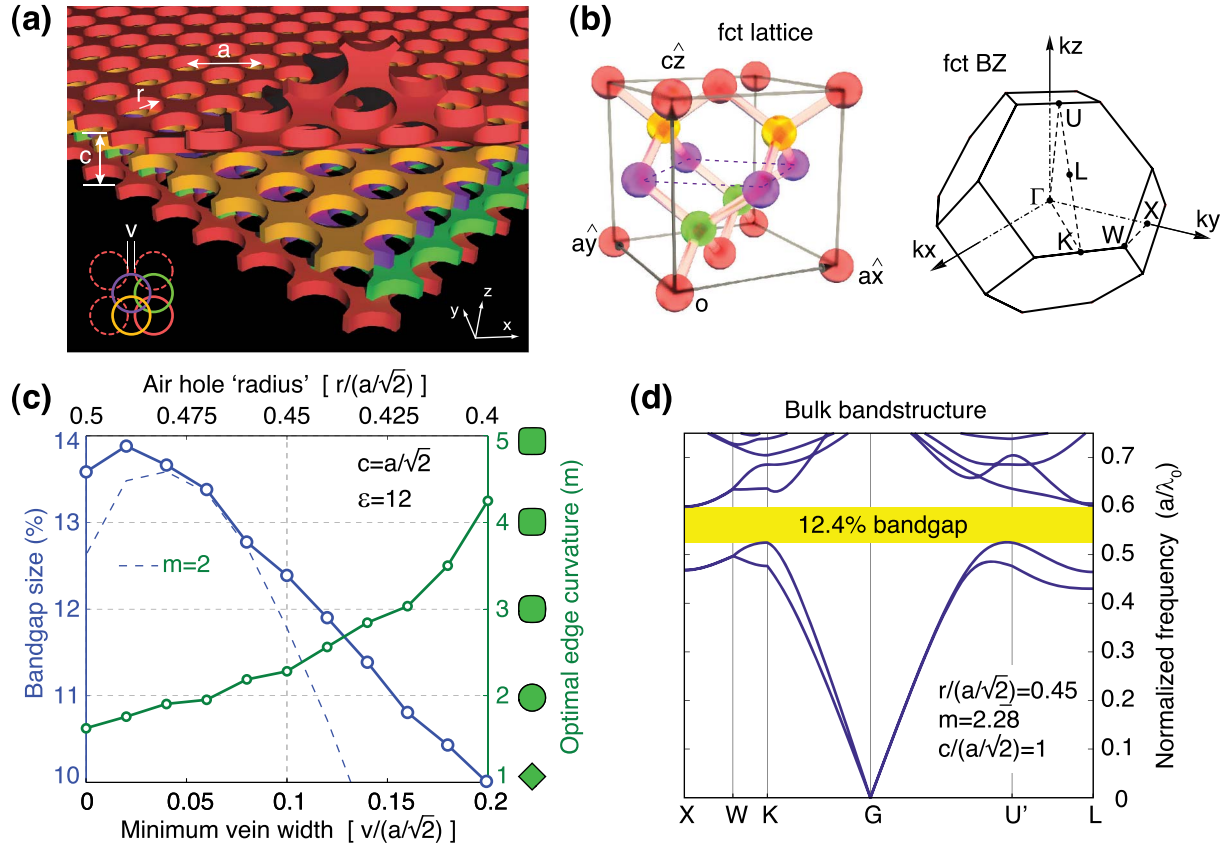 (a)
a
r
c
v
z
y
x
(b)
fct lattice
cẑ
aŷ
o
ax̂
fct BZ
kz
U
L
Γ
X
K
W
kx
ky
(c)
Air hole 'radius' [ r/(a/√2) ]
0.5 0.475 0.45 0.425 0.4
Bandgap size (%)
14
13
12
11
10
c=a/√2
ε=12
m=2
5
4
3
2
1
Optimal edge curvature (m)
0 0.05 0.1 0.15 0.2
Minimum vein width [ v/(a/√2) ]
(d)
Bulk bandstructure
12.4% bandgap
r/(a/√2)=0.45
m=2.28
c/(a/√2)=1
0.7
0.6
0.5
0.4
0.3
0.2
0.1
0
Normalized frequency (a/λ₀)
X W K G U' L